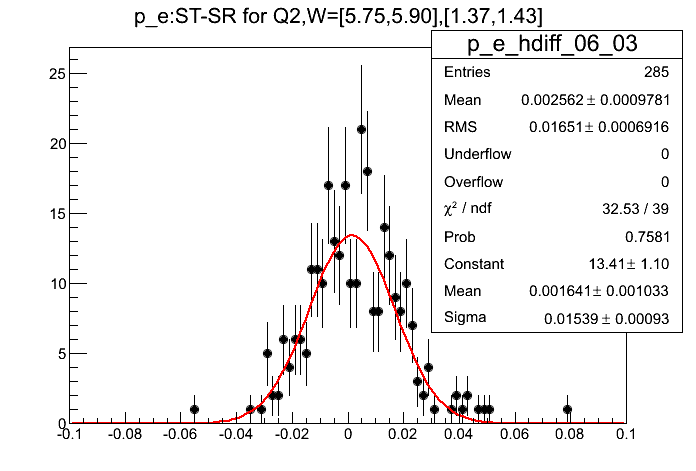 p_e:ST-SR for Q2,W=[5.75,5.90],[1.37,1.43]
p_e_hdiff_06_03
Entries 285
Mean 0.002562 ± 0.0009781
RMS 0.01651 ± 0.0006916
Underflow 0
Overflow 0
χ² / ndf 32.53 / 39
Prob 0.7581
Constant 13.41 ± 1.10
Mean 0.001641 ± 0.001033
Sigma 0.01539 ± 0.00093
25
20
15
10
5
0
-0.1 -0.08 -0.06 -0.04 -0.02 0 0.02 0.04 0.06 0.08 0.1